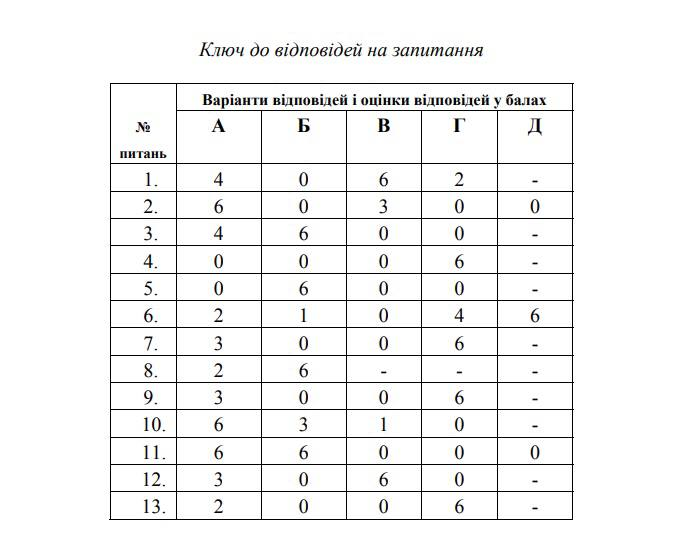 Ключ до відповідей на запитання
№ питань Варіанти відповідей і оцінки відповідей у балах
А Б В Г Д
1. 4 0 6 2 -
2. 6 0 3 0 0
3. 4 6 0 0 -
4. 0 0 0 6 -
5. 0 6 0 0 -
6. 2 1 0 4 6
7. 3 0 0 6 -
8. 2 6 - - -
9. 3 0 0 6 -
10. 6 3 1 0 -
11. 6 6 0 0 0
12. 3 0 6 0 -
13. 2 0 0 6 -